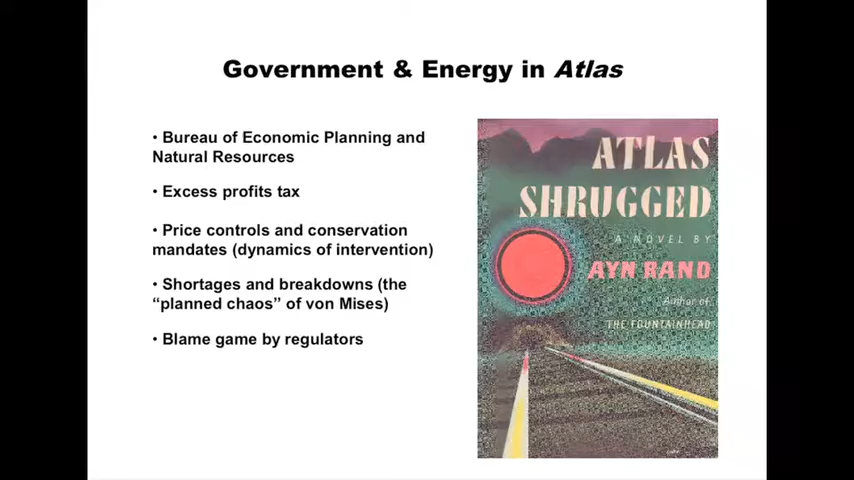 Government & Energy in Atlas
• Bureau of Economic Planning and
Natural Resources
• Excess profits tax
• Price controls and conservation
mandates (dynamics of intervention)
• Shortages and breakdowns (the
“planned chaos” of von Mises)
• Blame game by regulators
ATLAS
SHRUGGED
A NOVEL BY
AYN RAND
Author of
THE FOUNTAINHEAD